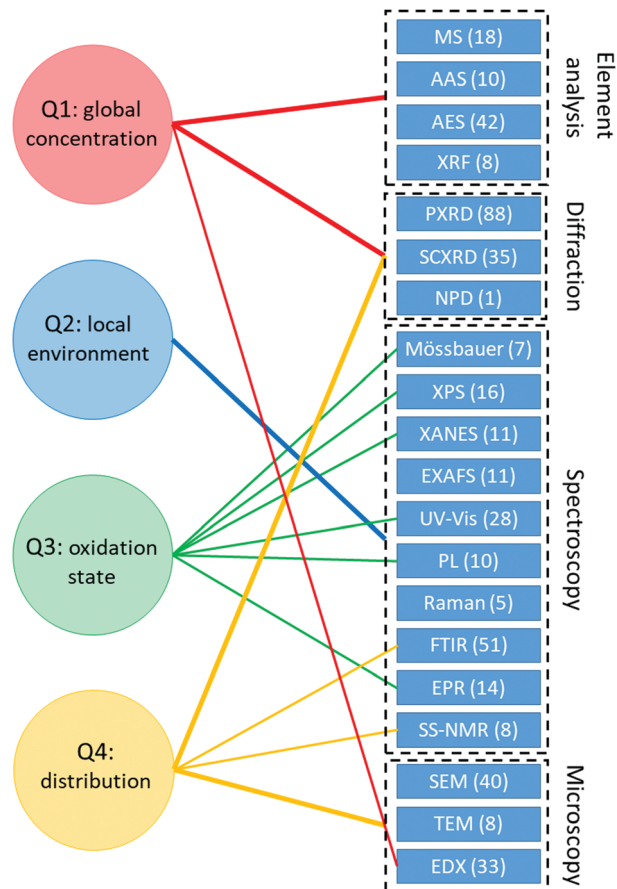 Q1: global
concentration
Q2: local
environment
Q3: oxidation
state
Q4:
distribution
MS (18)
AAS (10)
AES (42)
XRF (8)
Element
analysis
PXRD (88)
SCXRD (35)
NPD (1)
Diffraction
Mössbauer (7)
XPS (16)
XANES (11)
EXAFS (11)
UV-Vis (28)
PL (10)
Raman (5)
FTIR (51)
EPR (14)
SS-NMR (8)
Spectroscopy
SEM (40)
TEM (8)
EDX (33)
Microscopy